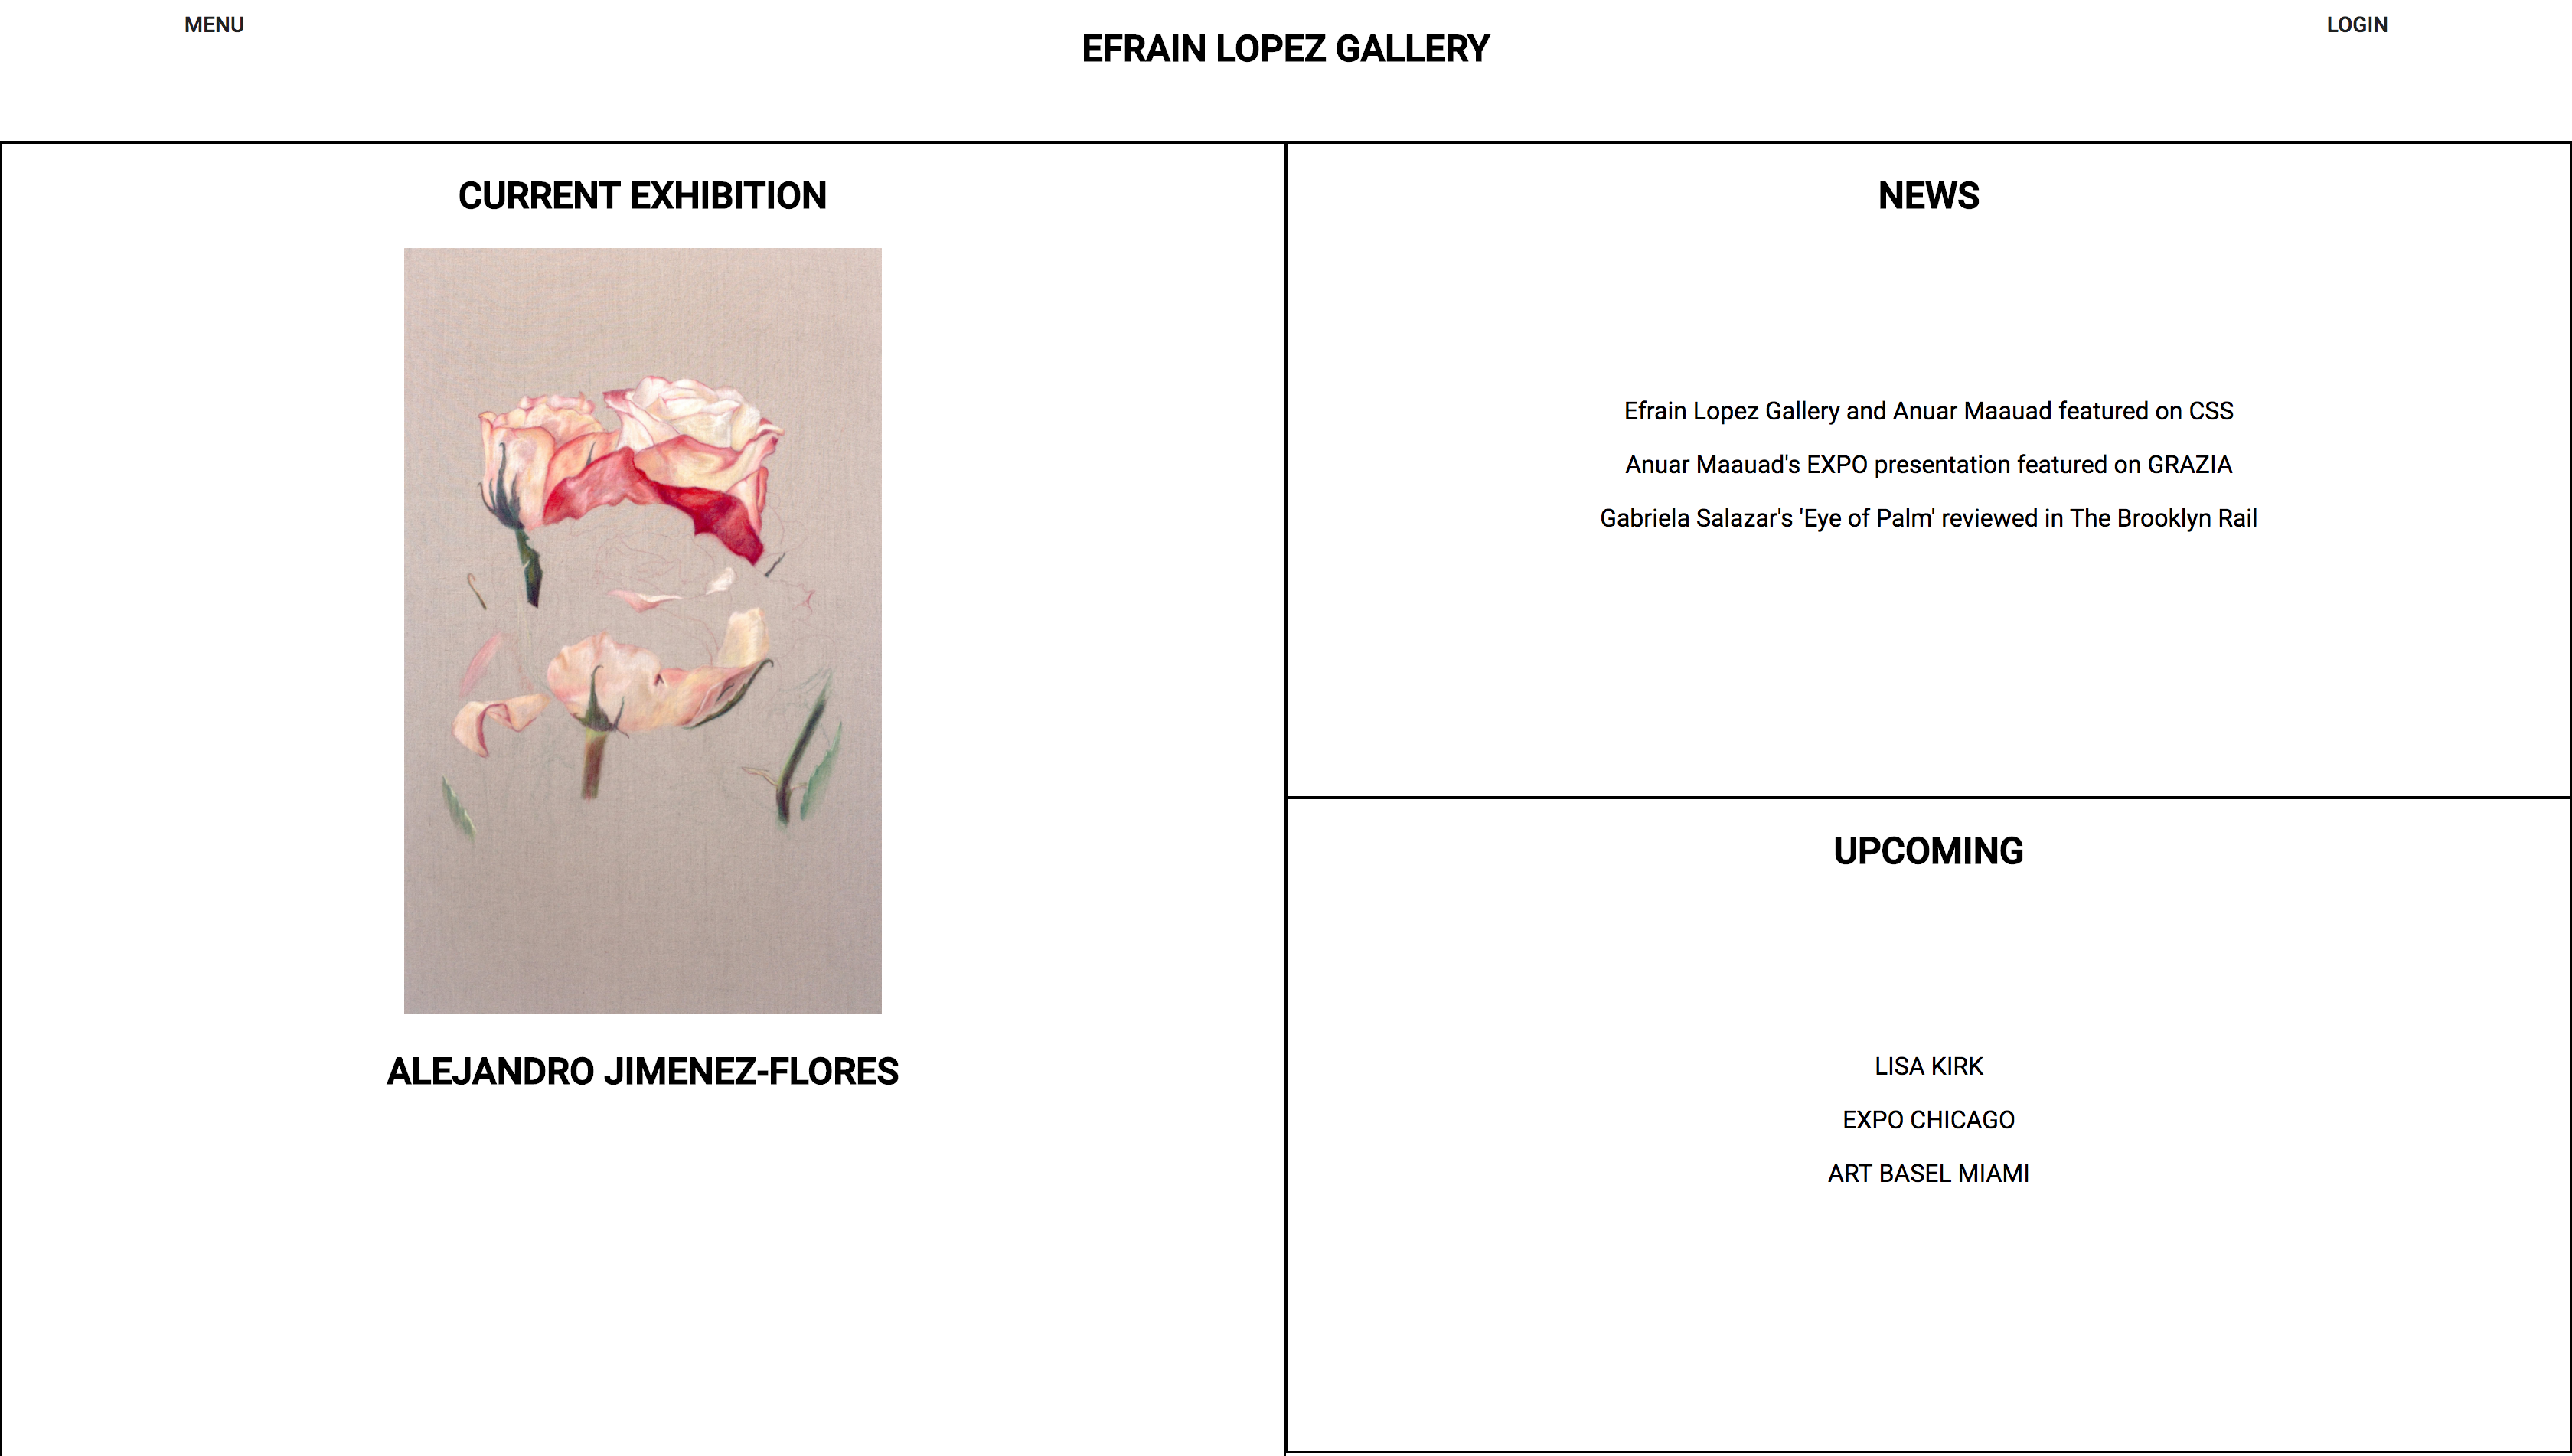 MENU
EFRAIN LOPEZ GALLERY
LOGIN
CURRENT EXHIBITION
ALEJANDRO JIMENEZ-FLORES
NEWS
Efrain Lopez Gallery and Anuar Maauad featured on CSS
Anuar Maauad's EXPO presentation featured on GRAZIA
Gabriela Salazar's 'Eye of Palm' reviewed in The Brooklyn Rail
UPCOMING
LISA KIRK
EXPO CHICAGO
ART BASEL MIAMI